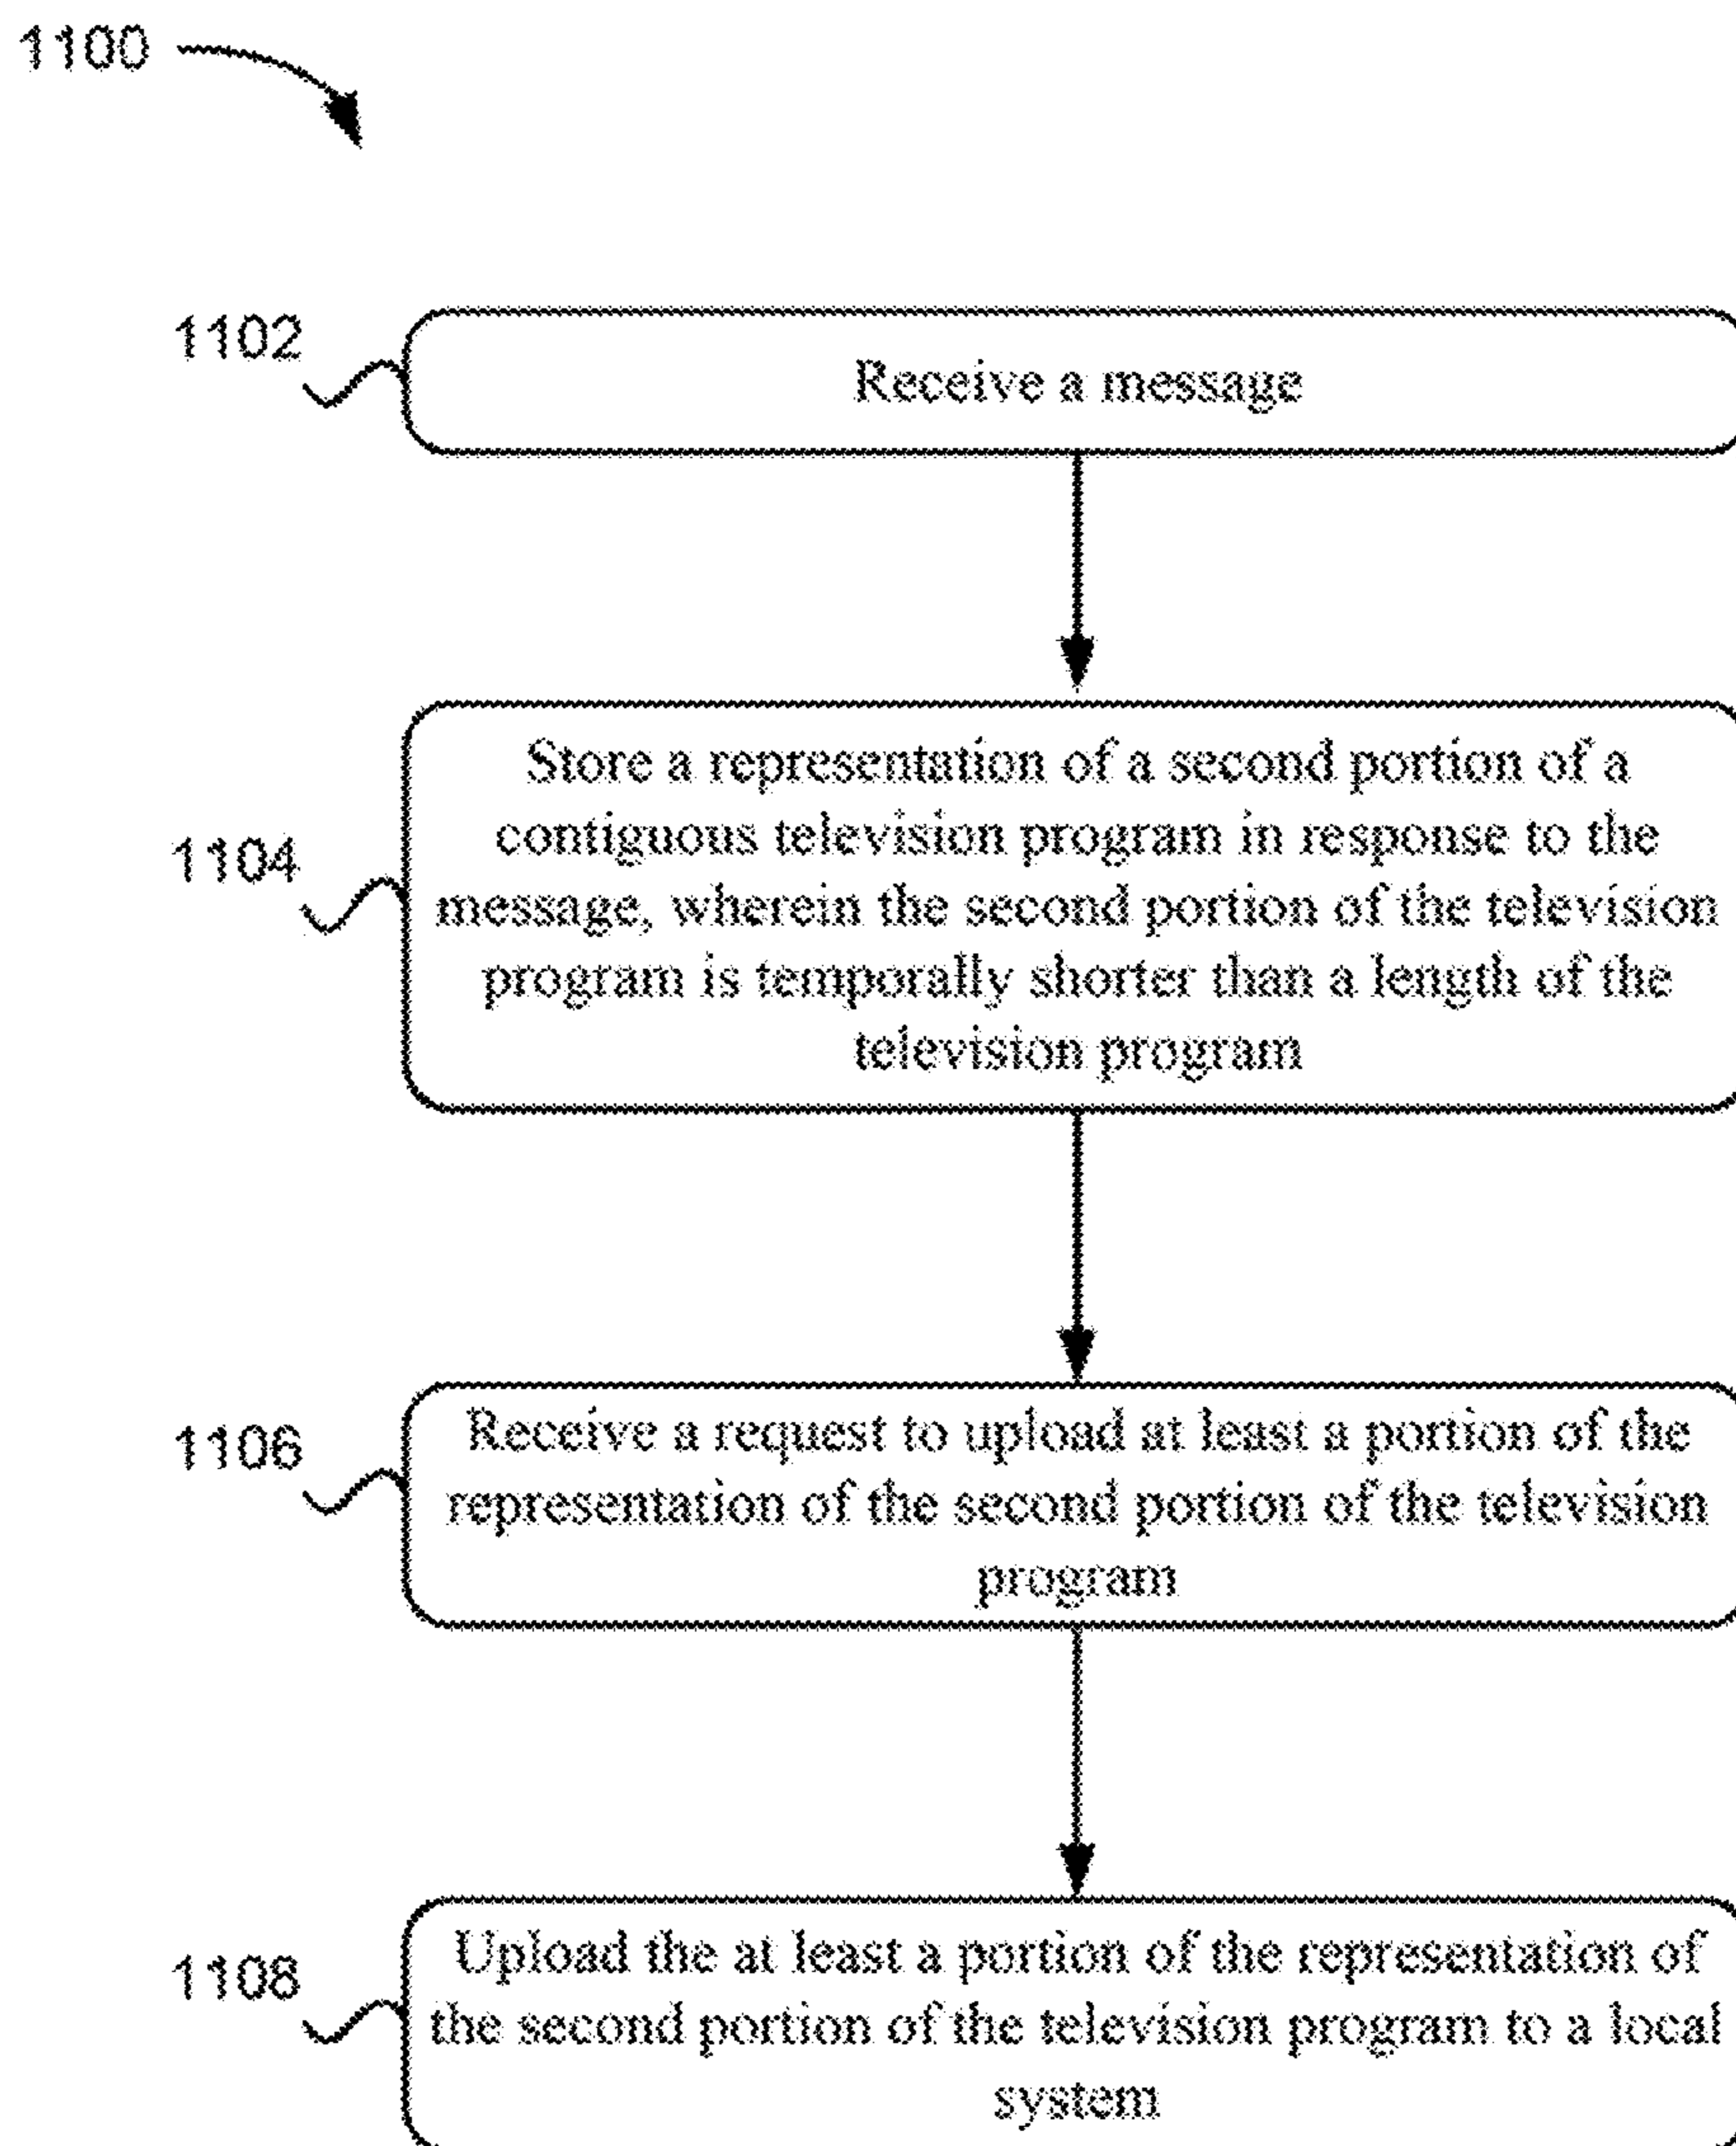 1100
1102
Receive a message
1104
Store a representation of a second portion of a
contiguous television program in response to the
message, wherein the second portion of the television
program is temporally shorter than a length of the
television program
1106
Receive a request to upload at least a portion of the
representation of the second portion of the television
program
1108
Upload the at least a portion of the representation of
the second portion of the television program to a local
system